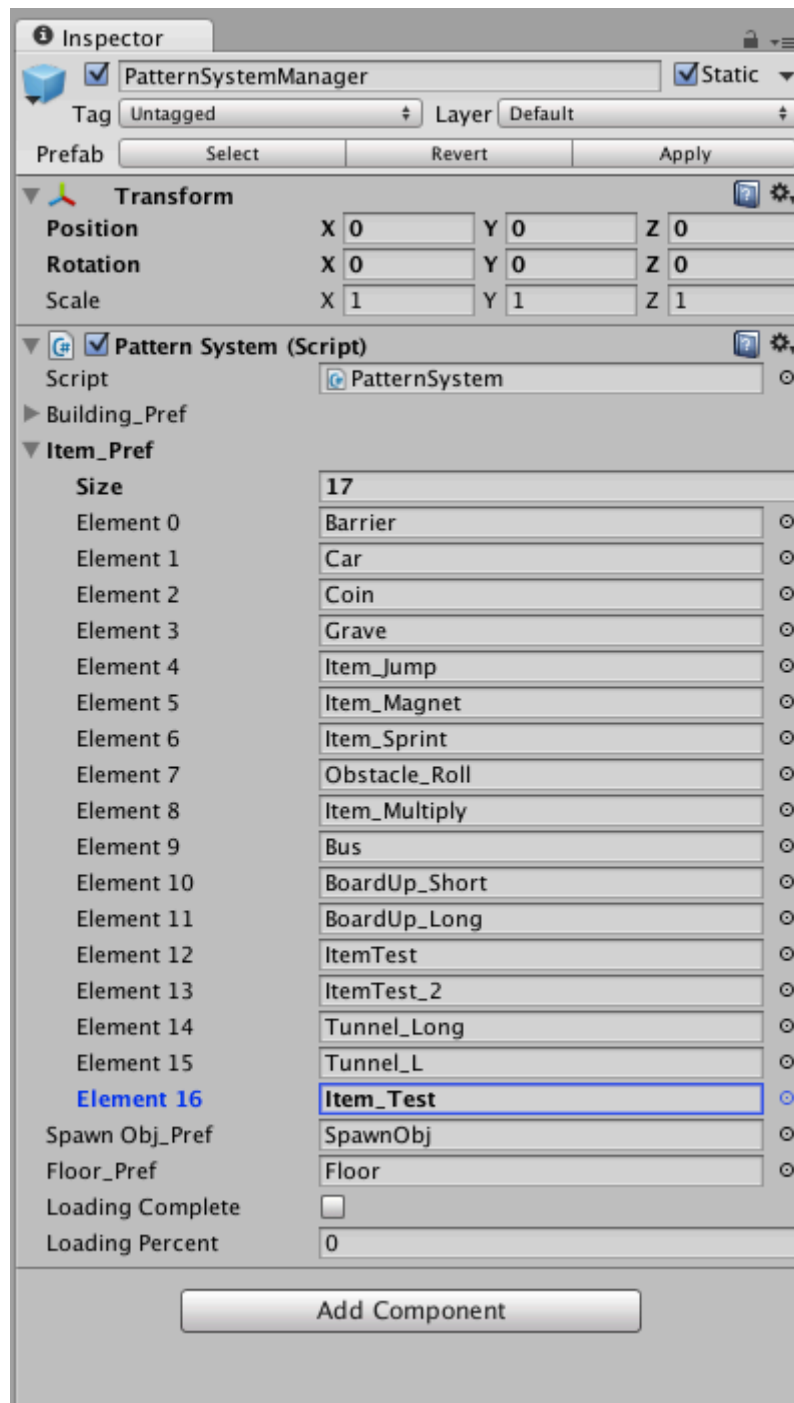 Inspector
PatternSystemManager Static
Tag Untagged Layer Default
Prefab Select Revert Apply
Transform
Position X 0 Y 0 Z 0
Rotation X 0 Y 0 Z 0
Scale X 1 Y 1 Z 1
Pattern System (Script)
Script PatternSystem
Building_Pref
Item_Pref
Size 17
Element 0 Barrier
Element 1 Car
Element 2 Coin
Element 3 Grave
Element 4 Item_Jump
Element 5 Item_Magnet
Element 6 Item_Sprint
Element 7 Obstacle_Roll
Element 8 Item_Multiply
Element 9 Bus
Element 10 BoardUp_Short
Element 11 BoardUp_Long
Element 12 ItemTest
Element 13 ItemTest_2
Element 14 Tunnel_Long
Element 15 Tunnel_L
Element 16 Item_Test
Spawn Obj_Pref SpawnObj
Floor_Pref Floor
Loading Complete
Loading Percent 0
Add Component